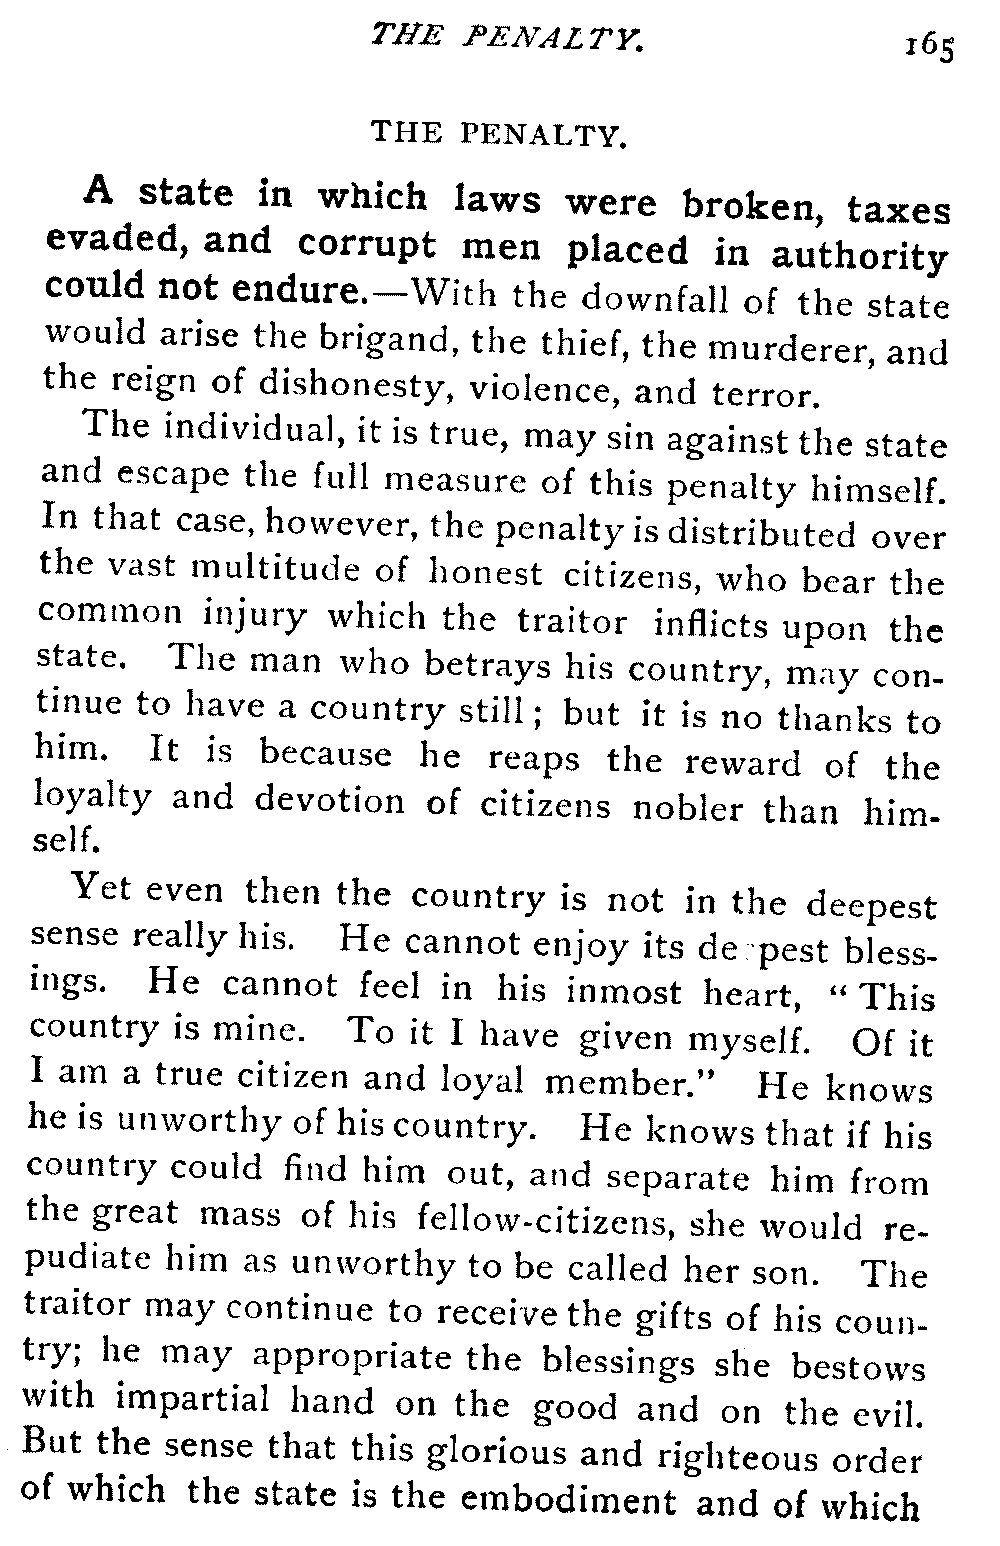 THE PENALTY. 165
THE PENALTY.
A state in which laws were broken, taxes
evaded, and corrupt men placed in authority
could not endure.—With the downfall of the state
would arise the brigand, the thief, the murderer, and
the reign of dishonesty, violence, and terror.
The individual, it is true, may sin against the state
and escape the full measure of this penalty himself.
In that case, however, the penalty is distributed over
the vast multitude of honest citizens, who bear the
common injury which the traitor inflicts upon the
state. The man who betrays his country, may con-
tinue to have a country still; but it is no thanks to
him. It is because he reaps the reward of the
loyalty and devotion of citizens nobler than him-
self.
Yet even then the country is not in the deepest
sense really his. He cannot enjoy its deepest bless-
ings. He cannot feel in his inmost heart, "This
country is mine. To it I have given myself. Of it
I am a true citizen and loyal member." He knows
he is unworthy of his country. He knows that if his
country could find him out, and separate him from
the great mass of his fellow-citizens, she would re-
pudiate him as unworthy to be called her son. The
traitor may continue to receive the gifts of his coun-
try; he may appropriate the blessings she bestows
with impartial hand on the good and on the evil.
But the sense that this glorious and righteous order
of which the state is the embodiment and of which